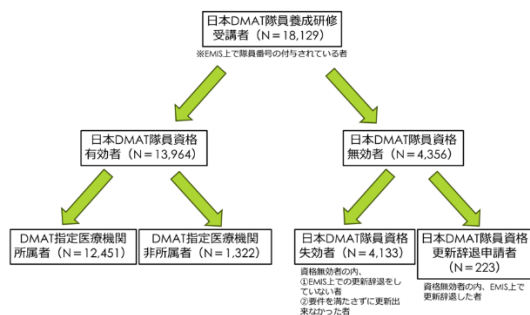 日本DMAT隊員養成研修
受講者（N＝18,129）
※EMIS上で隊員番号の付与されている者
日本DMAT隊員資格
有効者（N＝13,964）
日本DMAT隊員資格
無効者（N＝4,356）
DMAT指定医療機関
所属者（N＝12,451）
DMAT指定医療機関
非所属者（N＝1,322）
日本DMAT隊員資格
失効者（N＝4,133）
資格無効者の内、
①EMIS上での更新辞退をし
ていない者
②要件を満たさずに更新出
来なかった者
日本DMAT隊員資格
更新辞退申請者
（N＝223）
資格無効者の内、EMIS上で
更新辞退した者